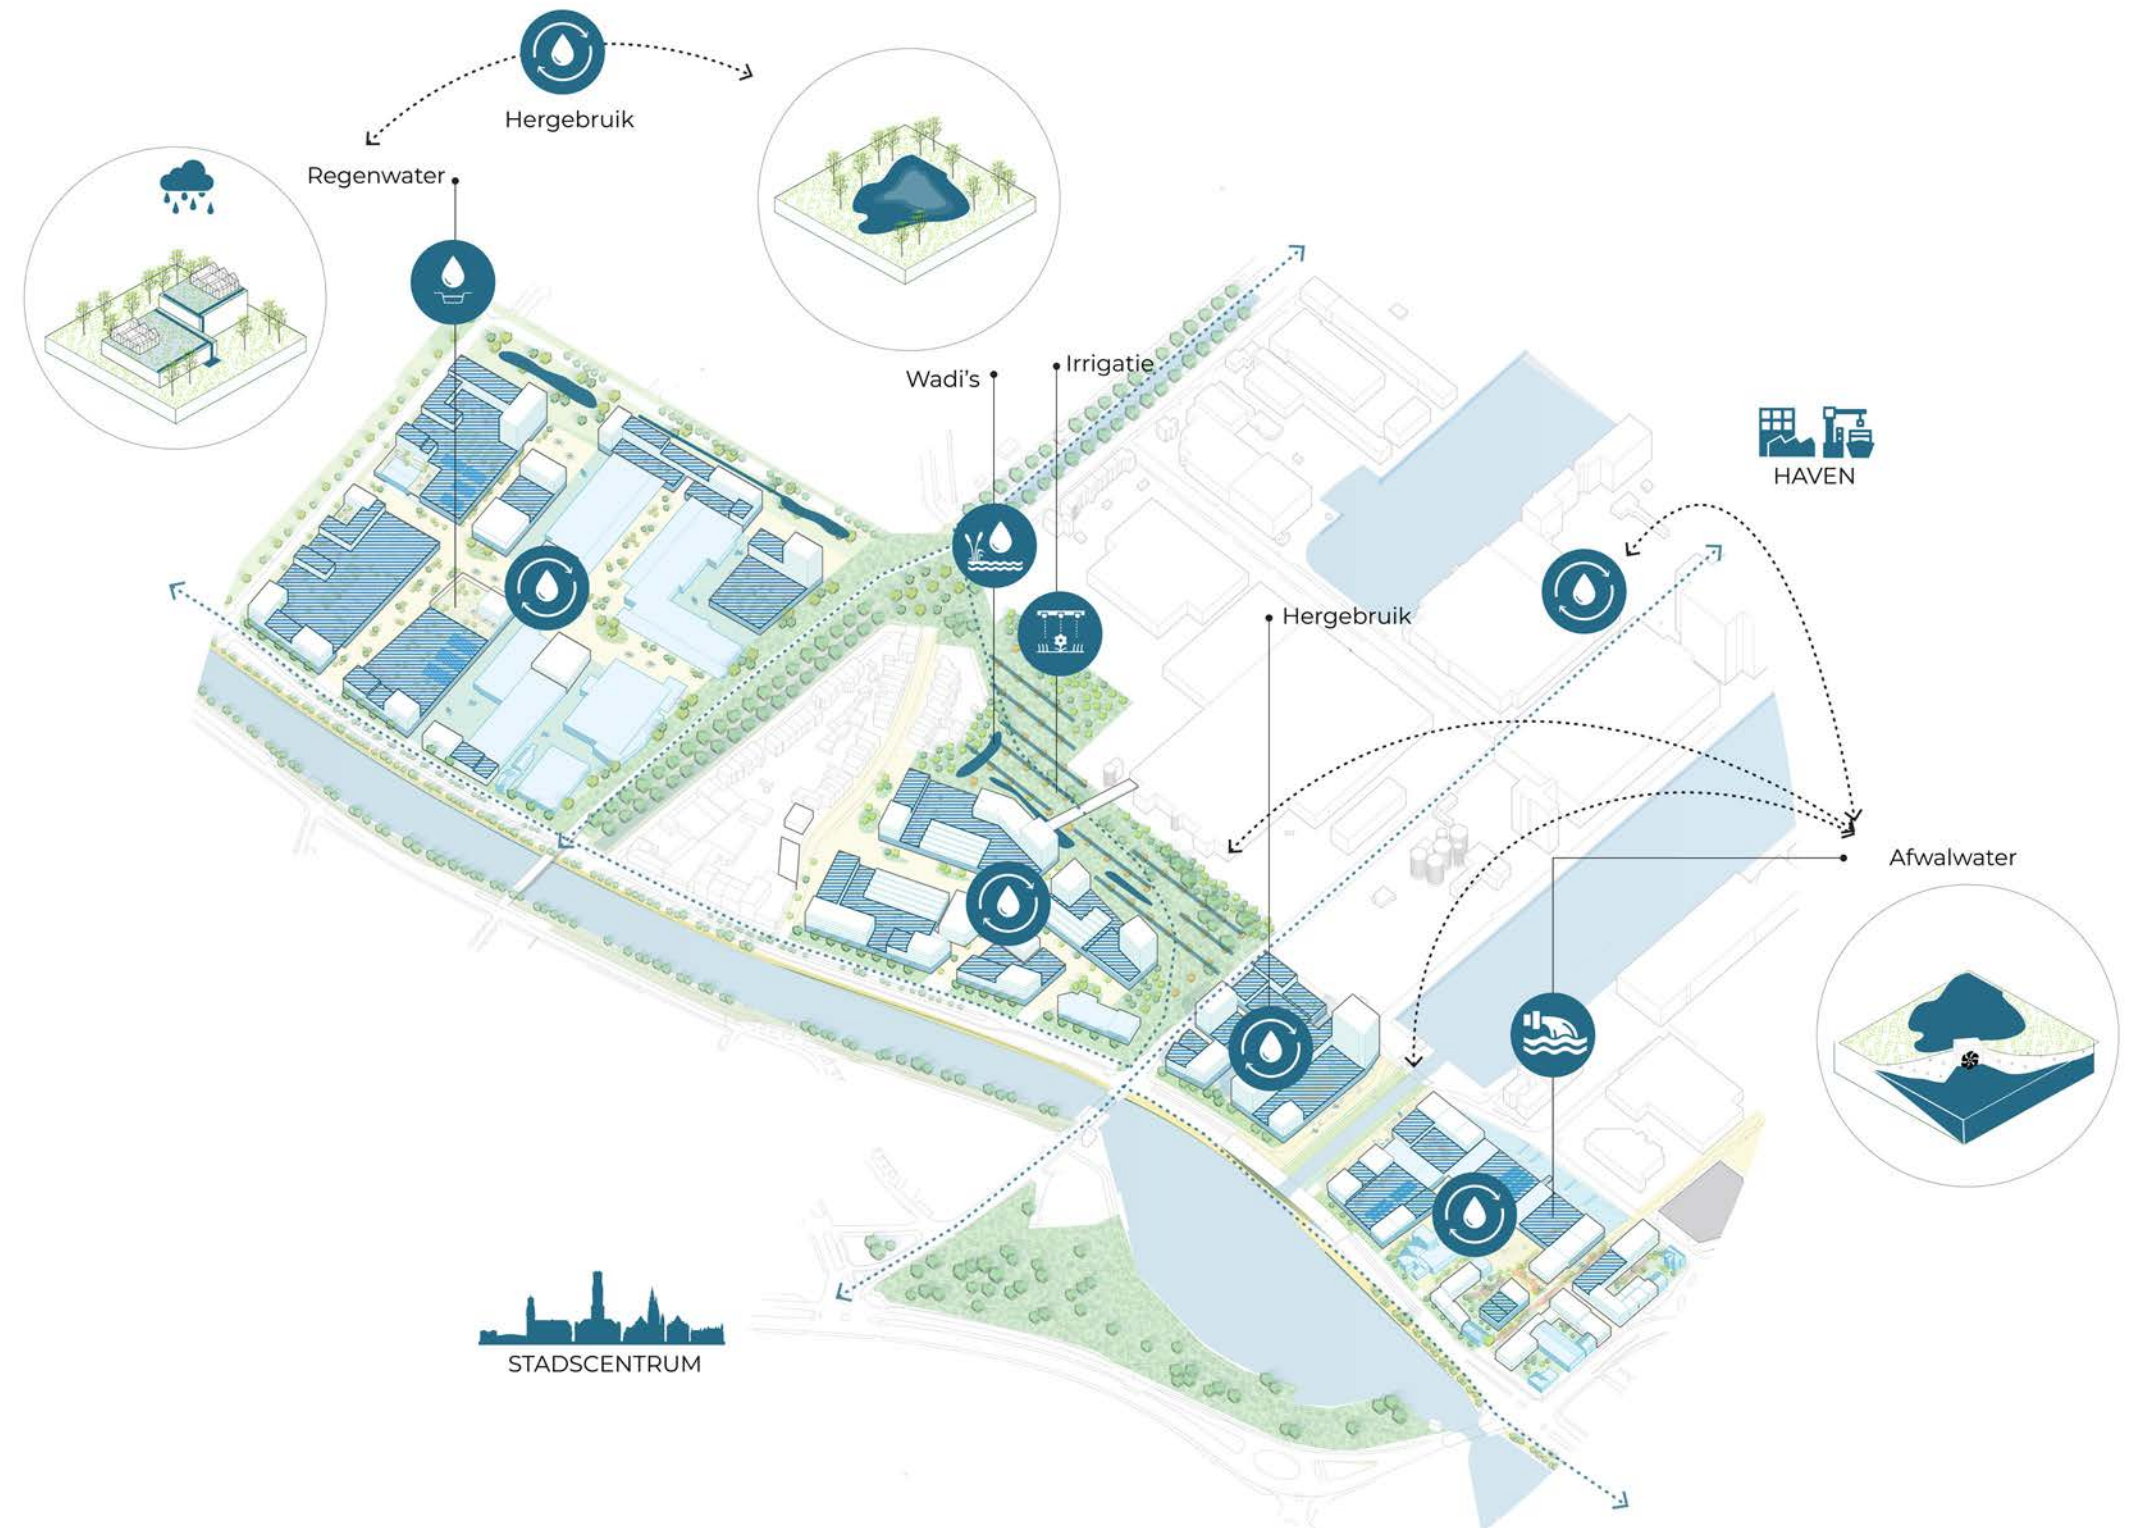 Hergebruik
Regenwater
Wadi's
Irrigatie
HAVEN
Hergebruik
Afwalwater
STADSCENTRUM